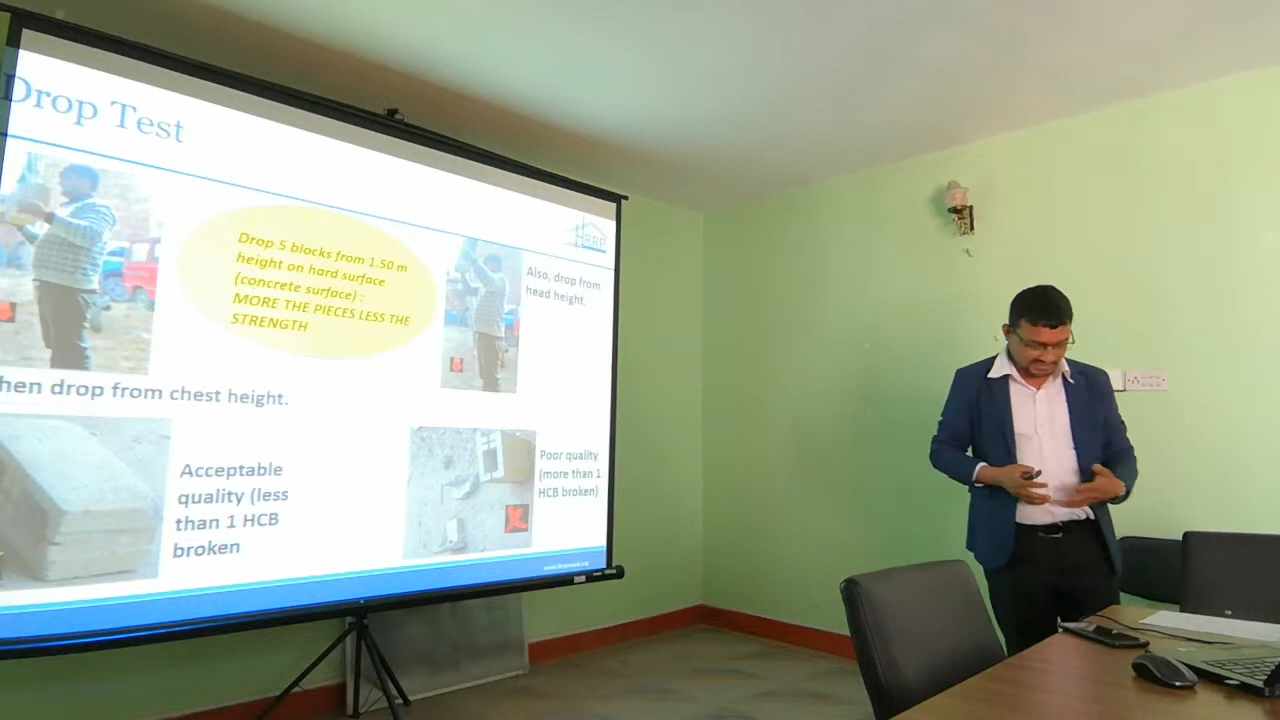 Drop Test
Drop 5 blocks from 1.50 m
height on hard surface
(concrete surface) :
MORE THE PIECES LESS THE
STRENGTH
HRRP
Also, drop from
head height.
hen drop from chest height.
Acceptable
quality (less
than 1 HCB
broken
Poor quality
(more than 1
HCB broken)